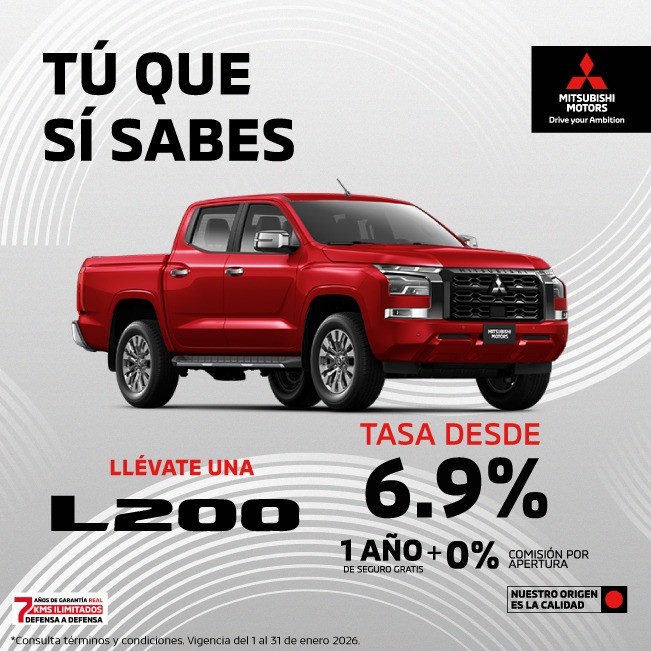 TÚ QUE
SÍ SABES
MITSUBISHI
MOTORS
Drive your Ambition
MITSUBISHI
MOTORS
LLÉVATE UNA
L200
TASA DESDE
6.9%
1 AÑO
DE SEGURO GRATIS
+ 0%
COMISIÓN POR
APERTURA
7 AÑOS DE GARANTÍA REAL
KMS ILIMITADOS
DEFENSA A DEFENSA
NUESTRO ORIGEN
ES LA CALIDAD
*Consulta términos y condiciones. Vigencia del 1 al 31 de enero 2026.